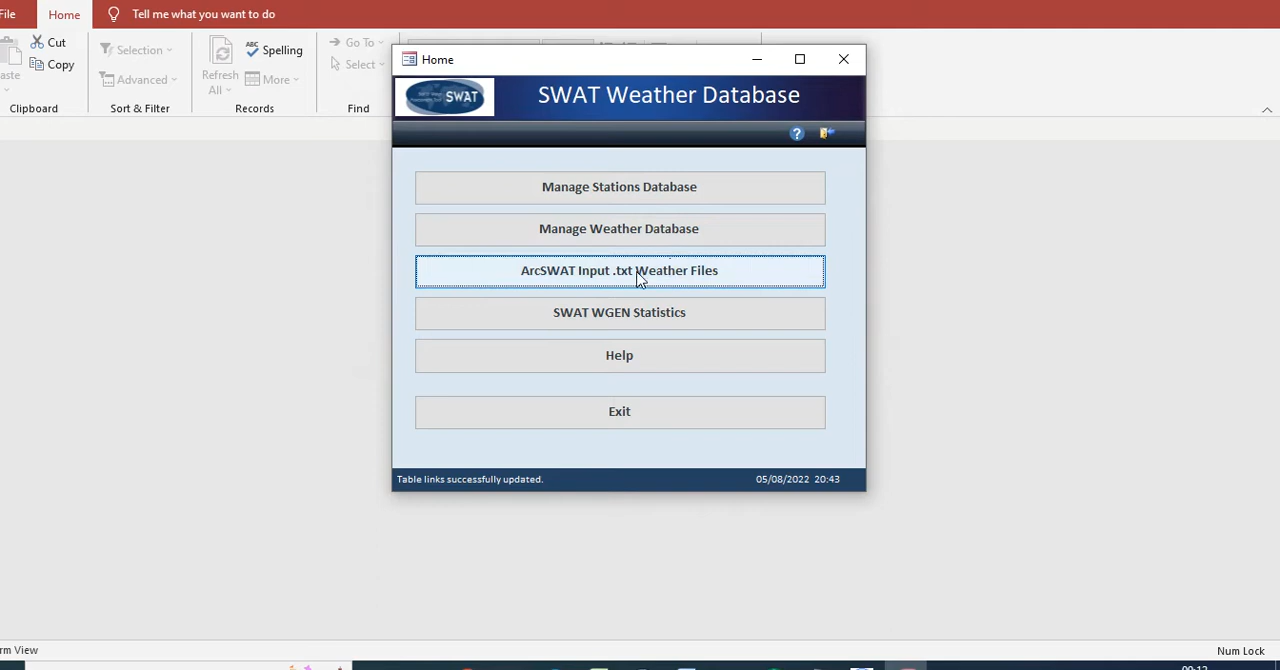 File
Home
Tell me what you want to do
Cut
Copy
Paste
Clipboard
Selection
Advanced
Sort & Filter
Refresh
All
Spelling
More
Records
Go To
Select
Find
Home
SWAT
SWAT Weather Database
Manage Stations Database
Manage Weather Database
ArcSWAT Input .txt Weather Files
SWAT WGEN Statistics
Help
Exit
Table links successfully updated.
05/08/2022 20:43
rm View
Num Lock